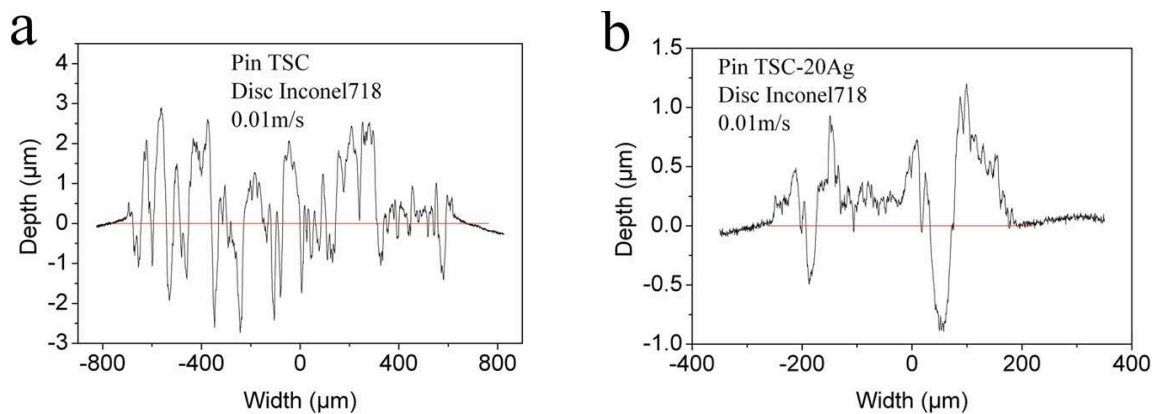 a
Pin TSC
Disc Inconel718
0.01m/s
Depth (μm)
4
3
2
1
0
-1
-2
-3
-800
-400
0
400
800
Width (μm)
b
Pin TSC-20Ag
Disc Inconel718
0.01m/s
Depth (μm)
1.5
1.0
0.5
0.0
-0.5
-1.0
-400
-200
0
200
400
Width (μm)